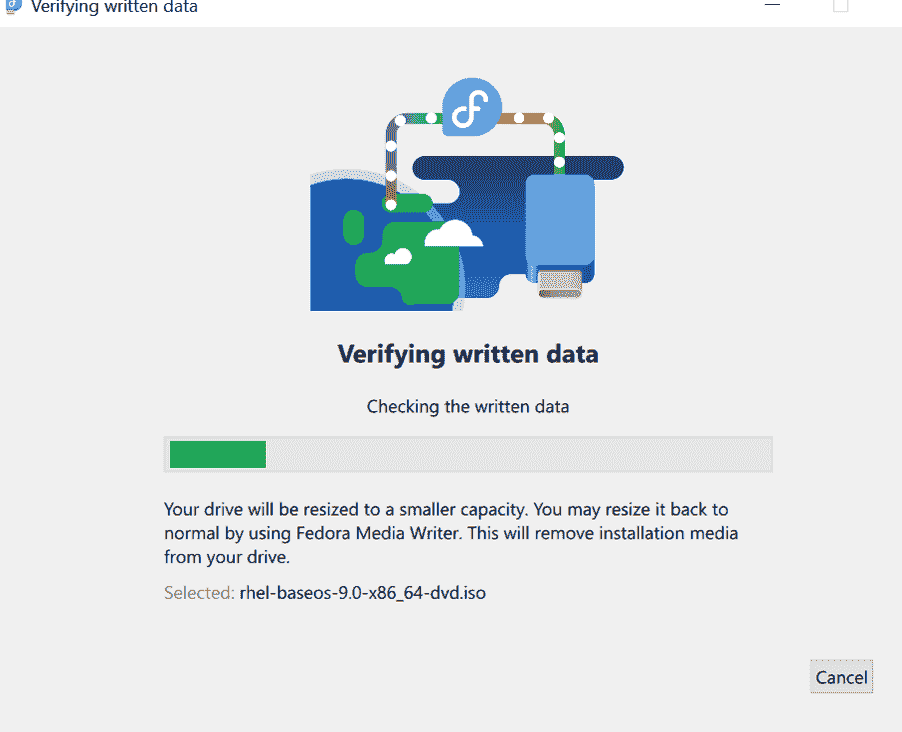 Verifying written data
Verifying written data
Checking the written data
Your drive will be resized to a smaller capacity. You may resize it back to
normal by using Fedora Media Writer. This will remove installation media
from your drive.
Selected: rhel-baseos-9.0-x86_64-dvd.iso
Cancel